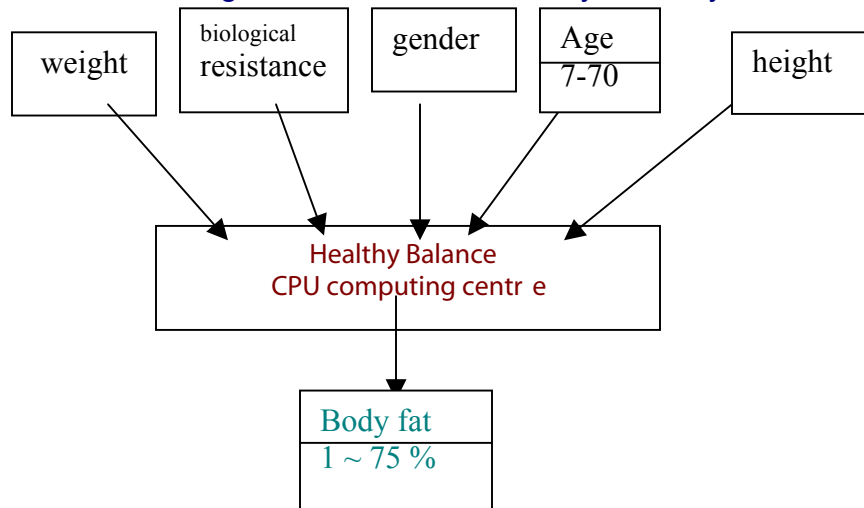 weight
biological
resistance
gender
Age
7-70
height
Healthy Balance
CPU computing centr e
Body fat
1 ~ 75 %